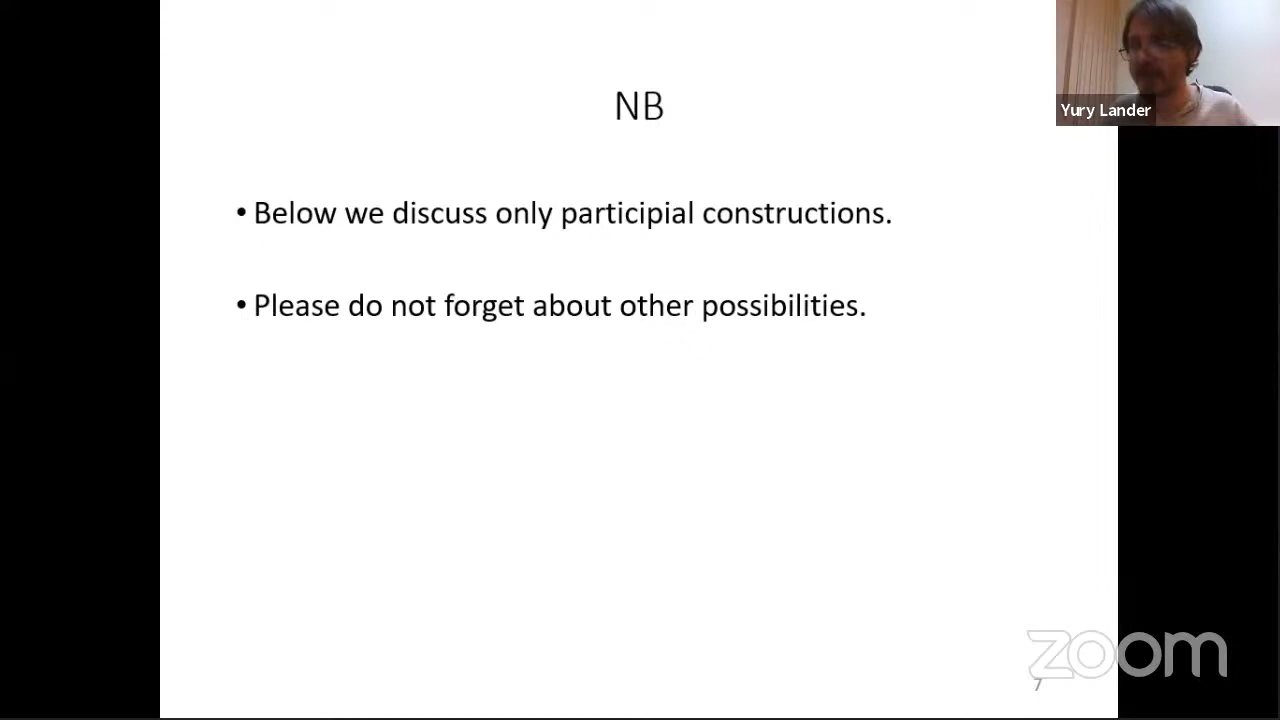 NB
Yury Lander
• Below we discuss only participial constructions.
• Please do not forget about other possibilities.
zoom
7